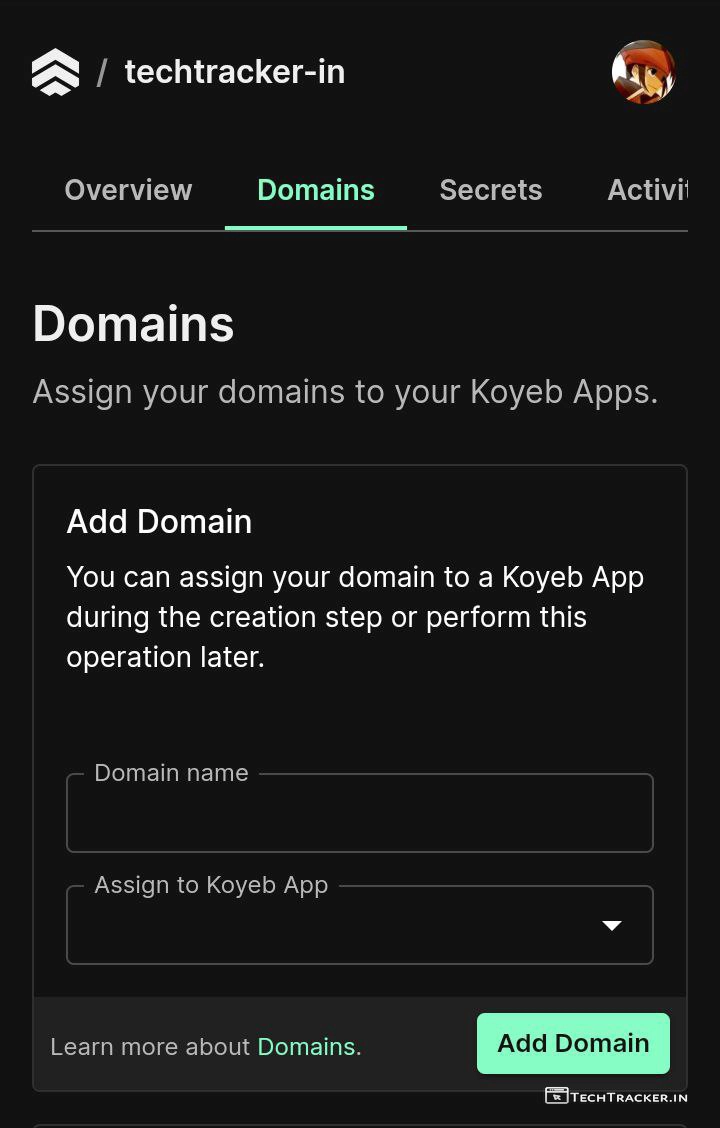 / techtracker-in
Overview Domains Secrets Activit
Domains
Assign your domains to your Koyeb Apps.
Add Domain
You can assign your domain to a Koyeb App
during the creation step or perform this
operation later.
Domain name
Assign to Koyeb App
Learn more about Domains.
Add Domain
TECHTRACKER.IN